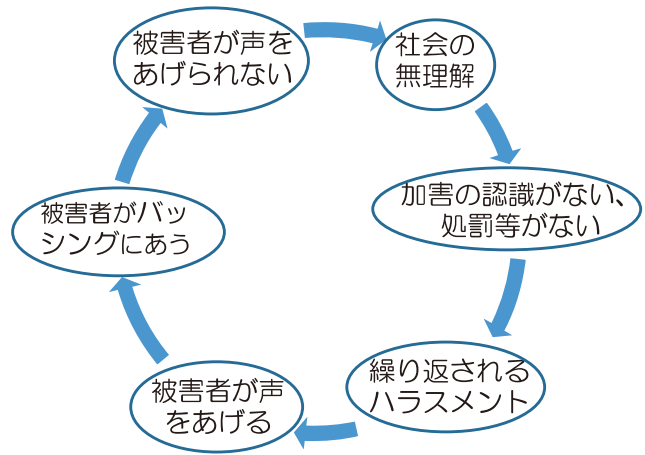 被害者が声を
あげられない
社会の
無理解
加害の認識がない、
処罰等がない
繰り返される
ハラスメント
被害者が声
をあげる
被害者がバッ
シングにあう